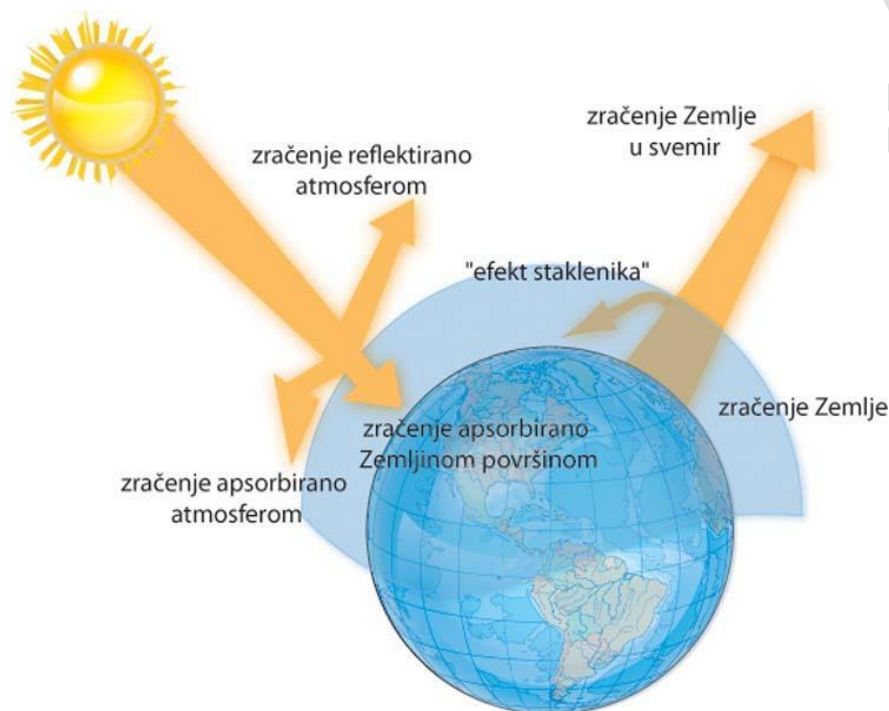 zračenje Zemlje
u svemir
zračenje reflektirano
atmosferom
"efekt staklenika"
zračenje Zemlje
zračenje apsorbirano
Zemljinom površinom
zračenje apsorbirano
atmosferom